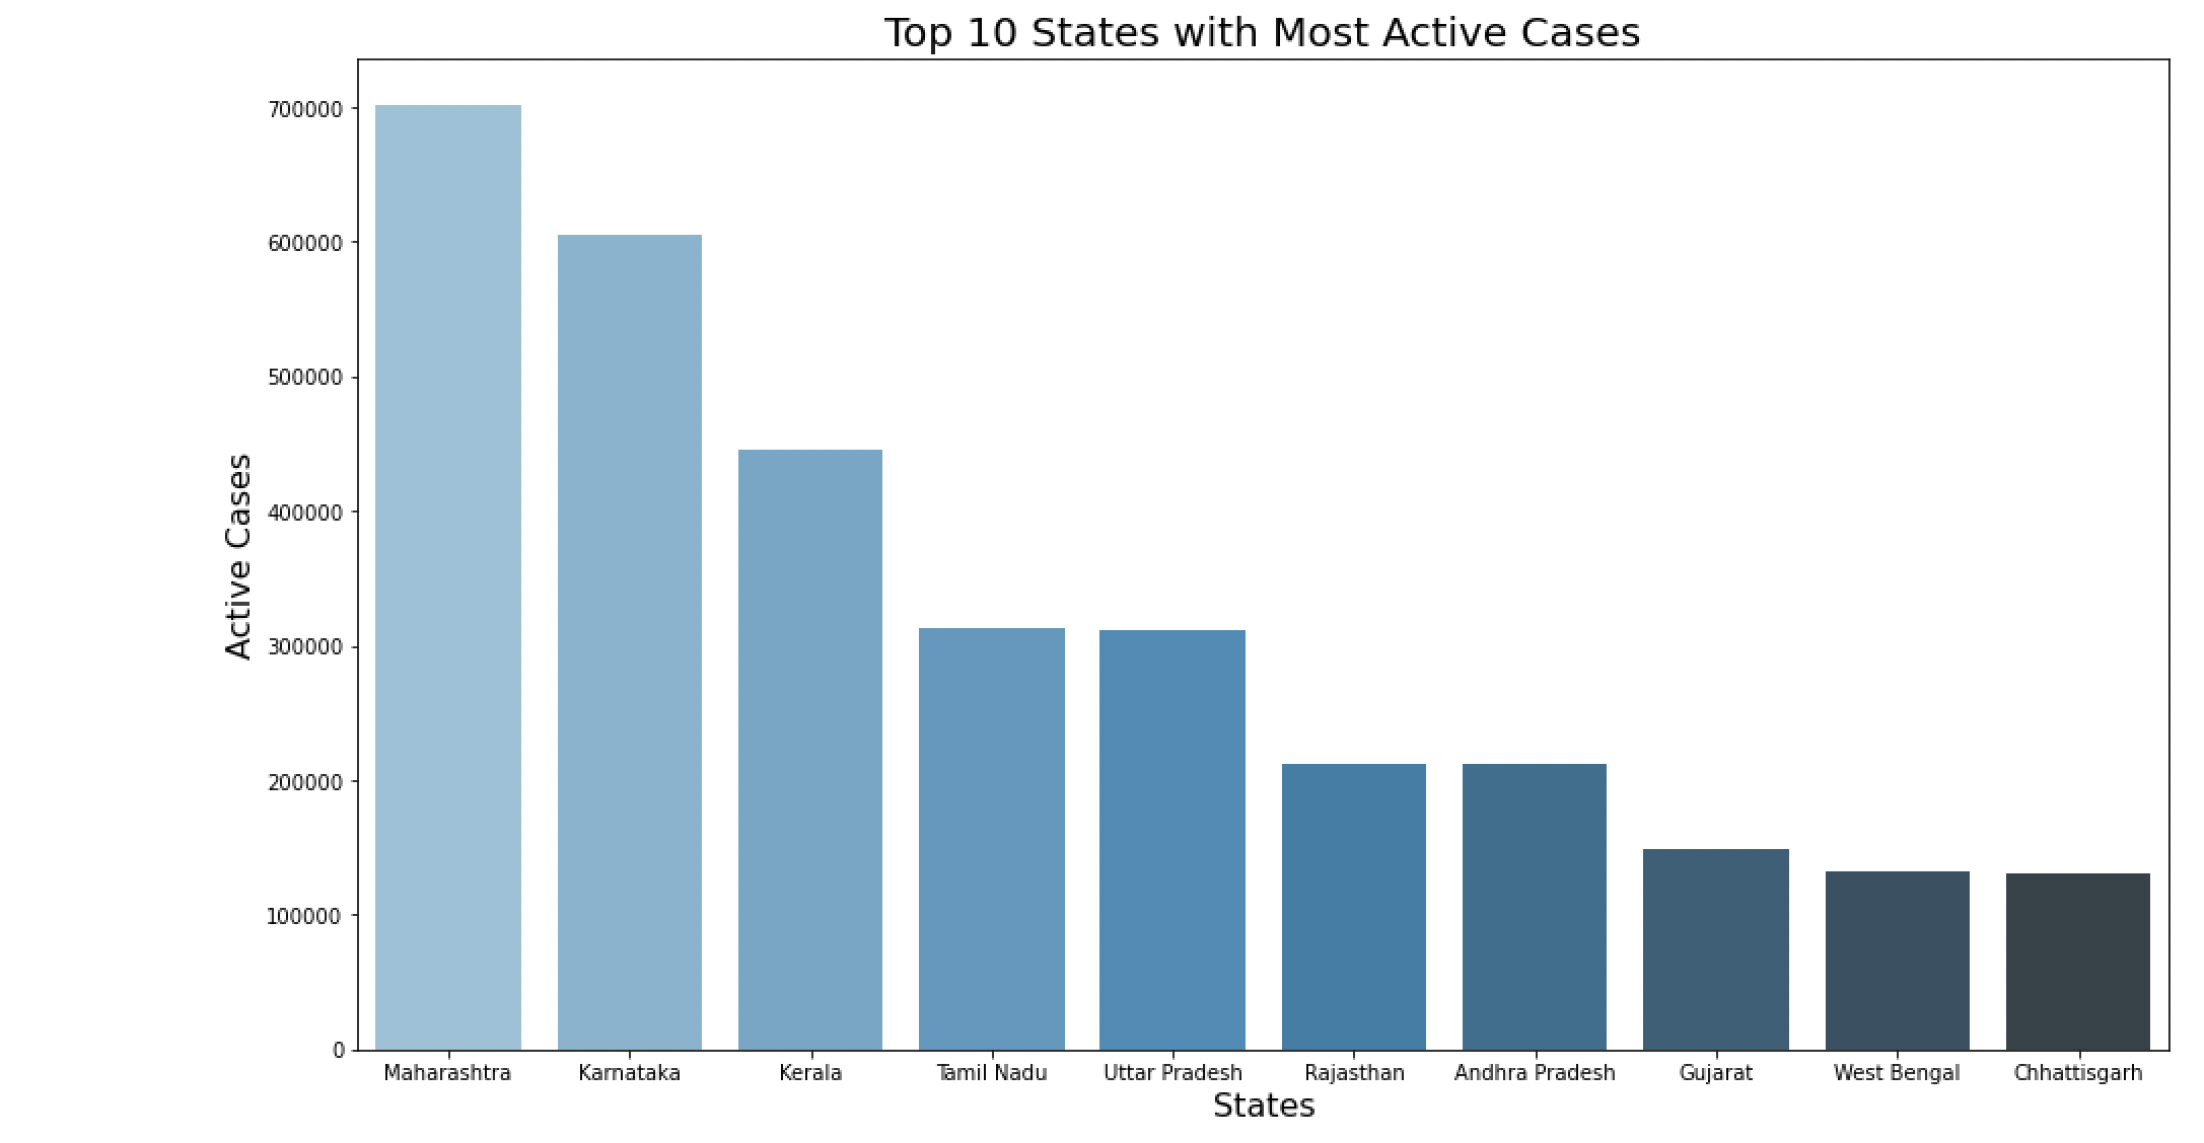 Top 10 States with Most Active Cases
Active Cases
700000
600000
500000
400000
300000
200000
100000
0
Maharashtra Karnataka Kerala Tamil Nadu Uttar Pradesh Rajasthan Andhra Pradesh Gujarat West Bengal Chhattisgarh
States